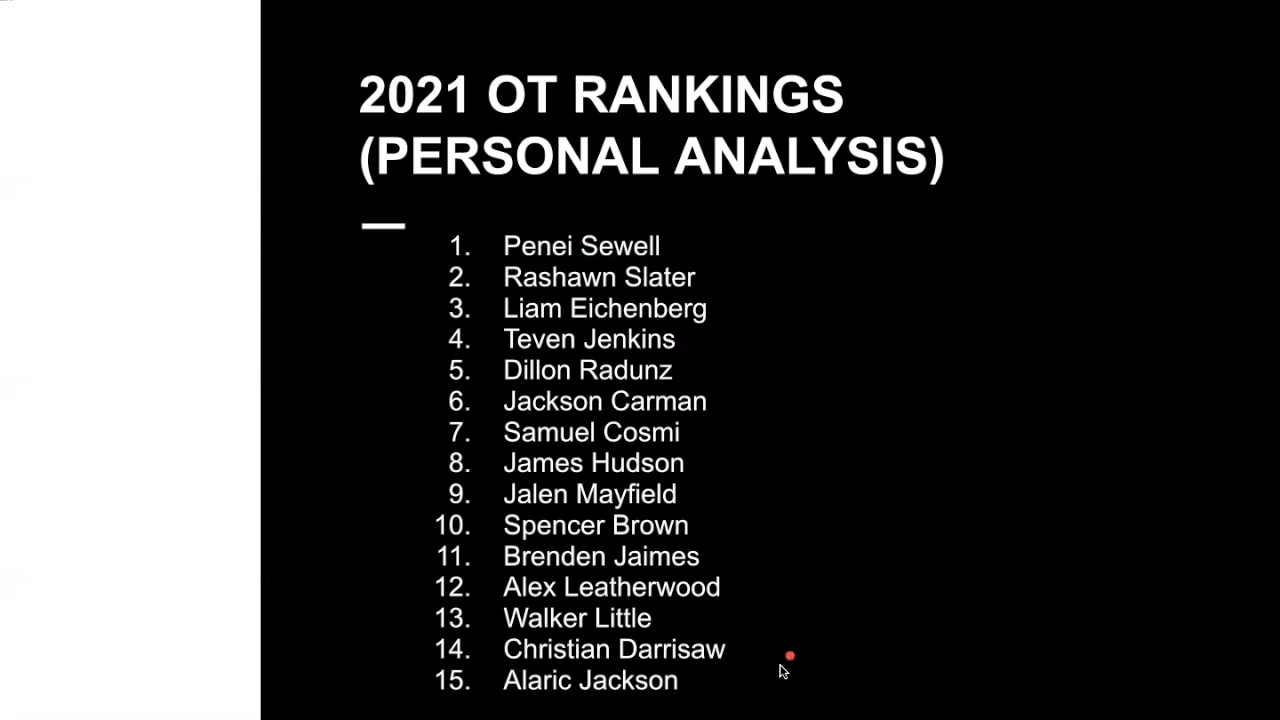 2021 OT RANKINGS
(PERSONAL ANALYSIS)
1. Penei Sewell
2. Rashawn Slater
3. Liam Eichenberg
4. Teven Jenkins
5. Dillon Radunz
6. Jackson Carman
7. Samuel Cosmi
8. James Hudson
9. Jalen Mayfield
10. Spencer Brown
11. Brenden Jaimes
12. Alex Leatherwood
13. Walker Little
14. Christian Darrisaw
15. Alaric Jackson